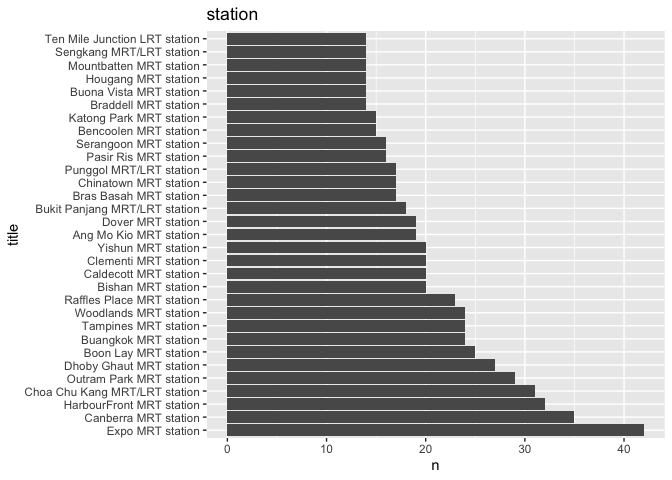 station
Ten Mile Junction LRT station
Sengkang MRT/LRT station
Mountbatten MRT station
Hougang MRT station
Buona Vista MRT station
Braddell MRT station
Katong Park MRT station
Bencoolen MRT station
Serangoon MRT station
Pasir Ris MRT station
Punggol MRT/LRT station
Chinatown MRT station
Bras Basah MRT station
Bukit Panjang MRT/LRT station
Dover MRT station
Ang Mo Kio MRT station
Yishun MRT station
Clementi MRT station
Caldecott MRT station
Bishan MRT station
Raffles Place MRT station
Woodlands MRT station
Tampines MRT station
Buangkok MRT station
Boon Lay MRT station
Dhoby Ghaut MRT station
Outram Park MRT station
Choa Chu Kang MRT/LRT station
HarbourFront MRT station
Canberra MRT station
Expo MRT station
title
0 10 20 30 40
n